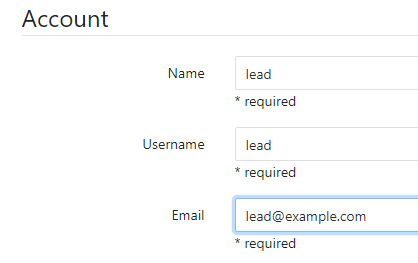 Account
Name lead
* required
Username lead
* required
Email lead@example.com
* required